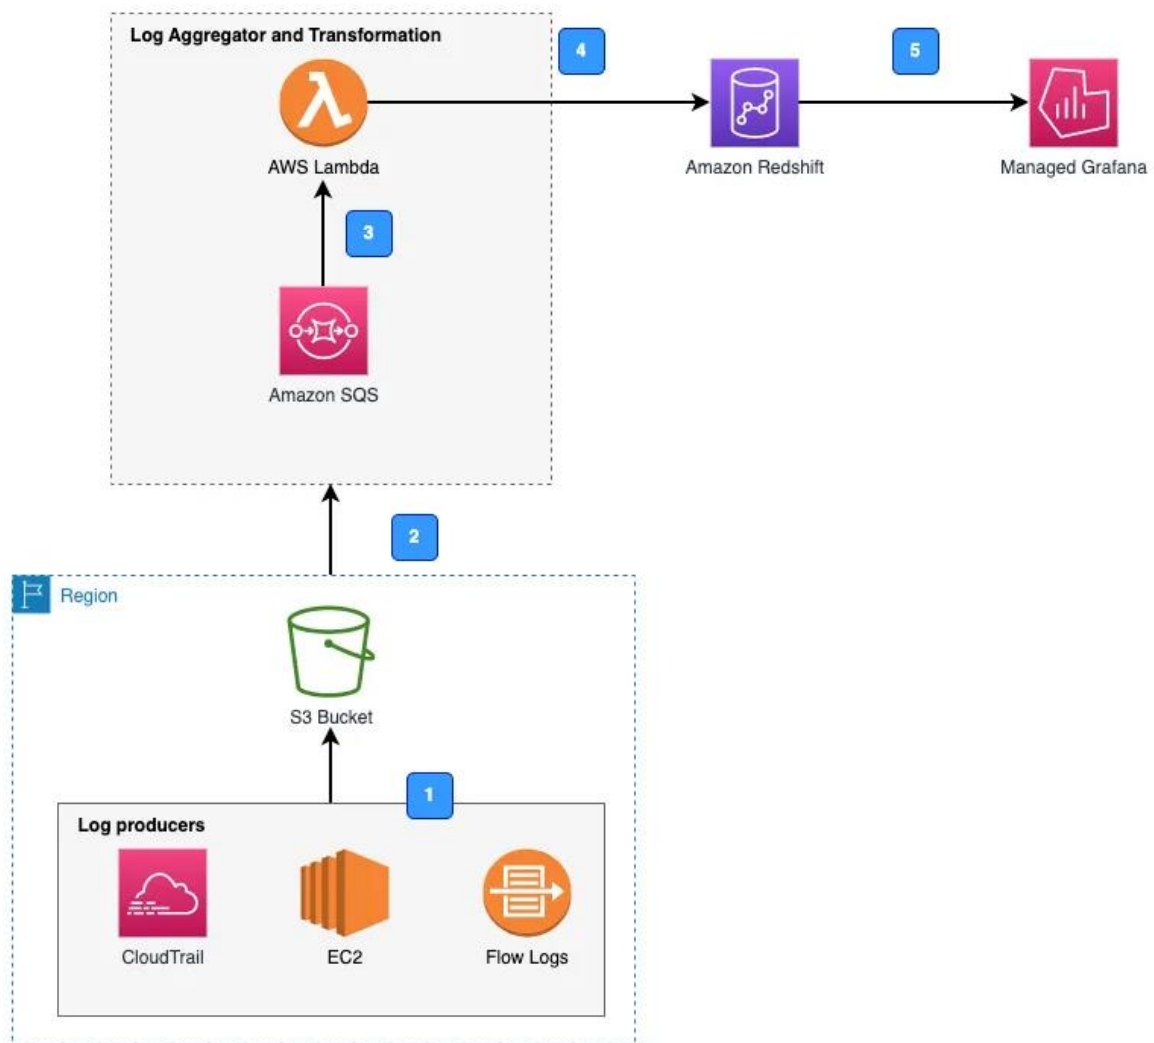 Log Aggregator and Transformation
4
5
AWS Lambda
Amazon Redshift
Managed Grafana
3
Amazon SQS
2
Region
S3 Bucket
1
Log producers
CloudTrail
EC2
Flow Logs